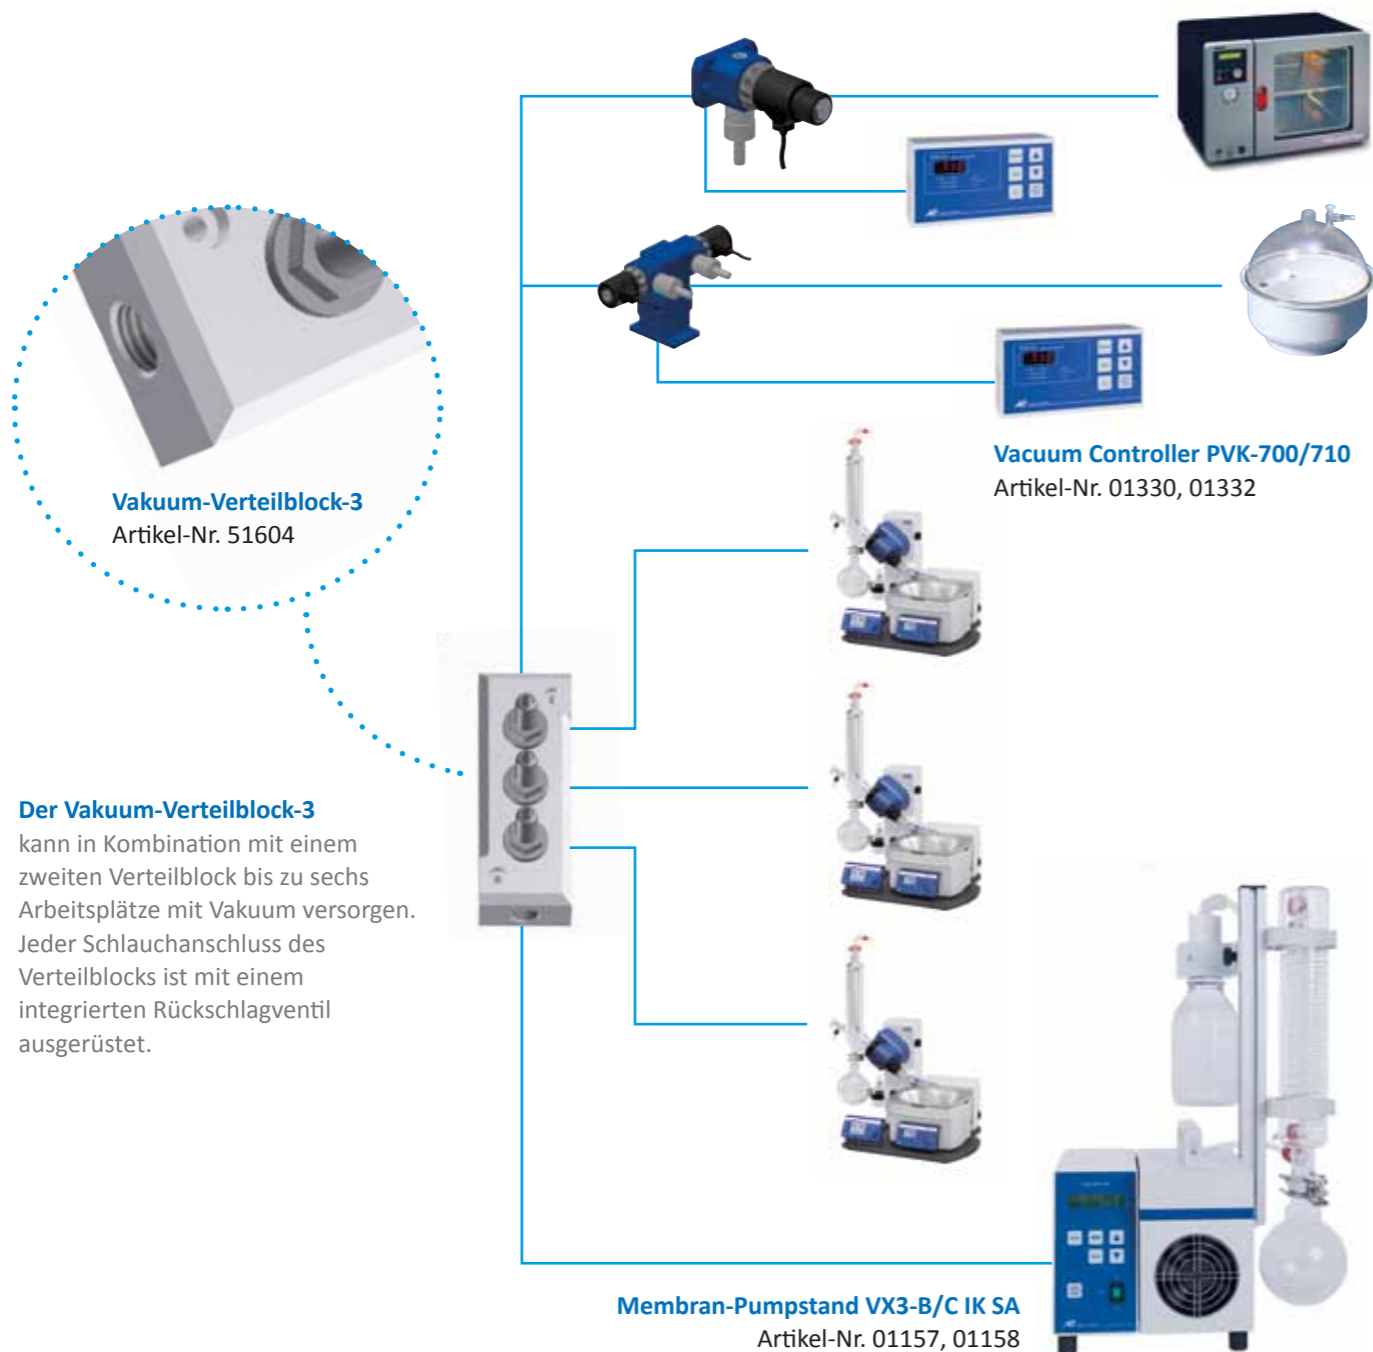 Vacuum Controller PVK-700/710
Artikel-Nr. 01330, 01332
Vakuum-Verteilblock-3
Artikel-Nr. 51604
Der Vakuum-Verteilblock-3
kann in Kombination mit einem
zweiten Verteilblock bis zu sechs
Arbeitsplätze mit Vakuum versorgen.
Jeder Schlauchanschluss des
Verteilblocks ist mit einem
integrierten Rückschlagventil
ausgerüstet.
Membran-Pumpstand VX3-B/C IK SA
Artikel-Nr. 01157, 01158